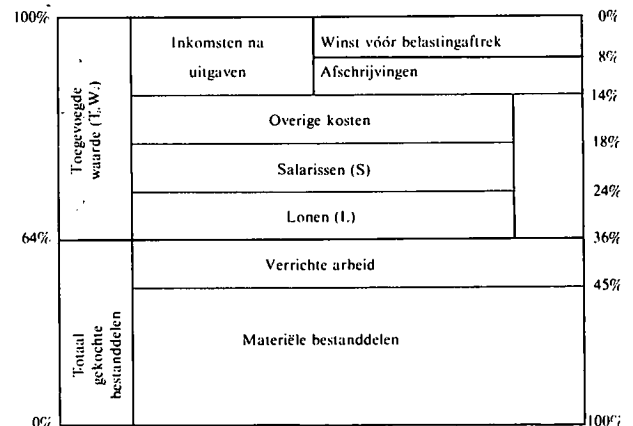 100%
0%
Inkomsten na
uitgaven
Winst vóór belastingaftrek
8%
Afschrijvingen
14%
Toegevoegde
waarde (T.W.)
Overige kosten
18%
Salarissen (S)
24%
Lonen (L)
64%
36%
Verrichte arbeid
45%
Totaal
gekochte
bestanddelen
Materiële bestanddelen
0%
100%